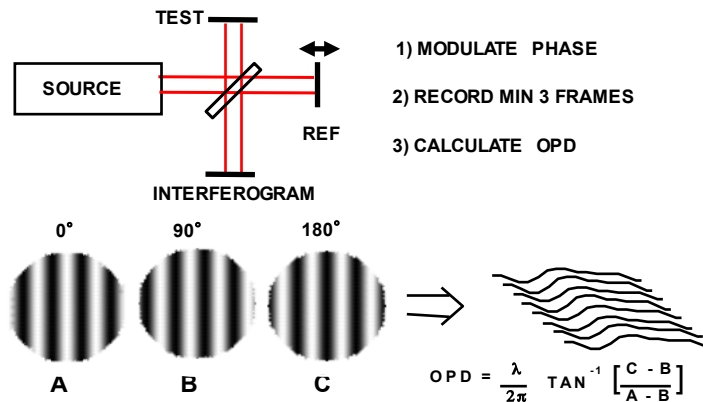 TEST
SOURCE
REF
INTERFEROGRAM
1) MODULATE PHASE
2) RECORD MIN 3 FRAMES
3) CALCULATE OPD
0° 90° 180°
A B C
OPD = λ/2π TAN⁻¹ [C - B/A - B]